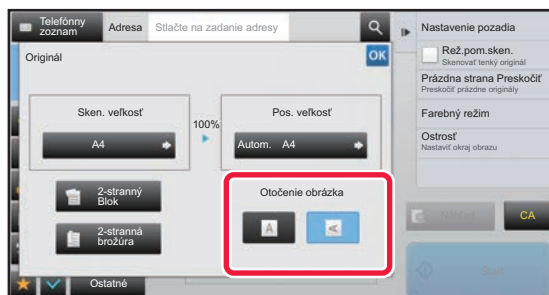 Telefónny
zoznam
Adresa
Stlačte na zadanie adresy
Originál
OK
Sken. veľkosť
A4
100%
Pos. veľkosť
Autom. A4
2-stranný
Blok
2-stranná
brožúra
Otočenie obrázka
A
A
Ostatné
Nastavenie pozadia
Rež.pom.sken.
Skenovať tenký originál
Prázdna strana Preskočiť
Preskočiť prázdne originály
Farebný režim
Ostrosť
Nastaviť okraj obrazu
Náhľad
CA
Štart